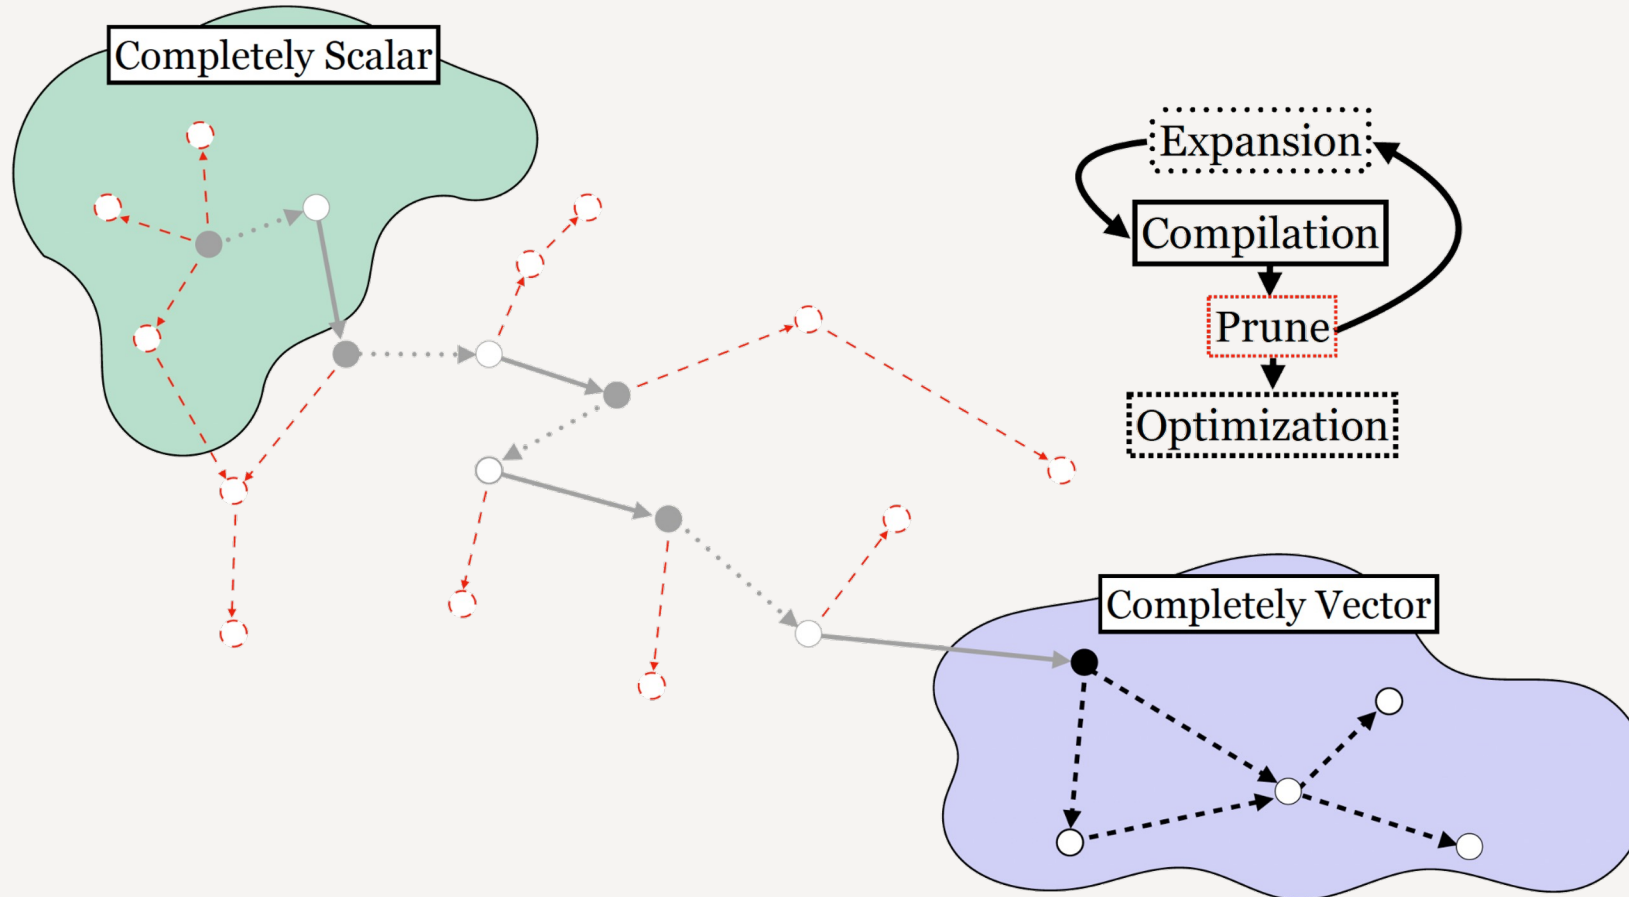 Completely Scalar
Expansion
Compilation
Prune
Optimization
Completely Vector